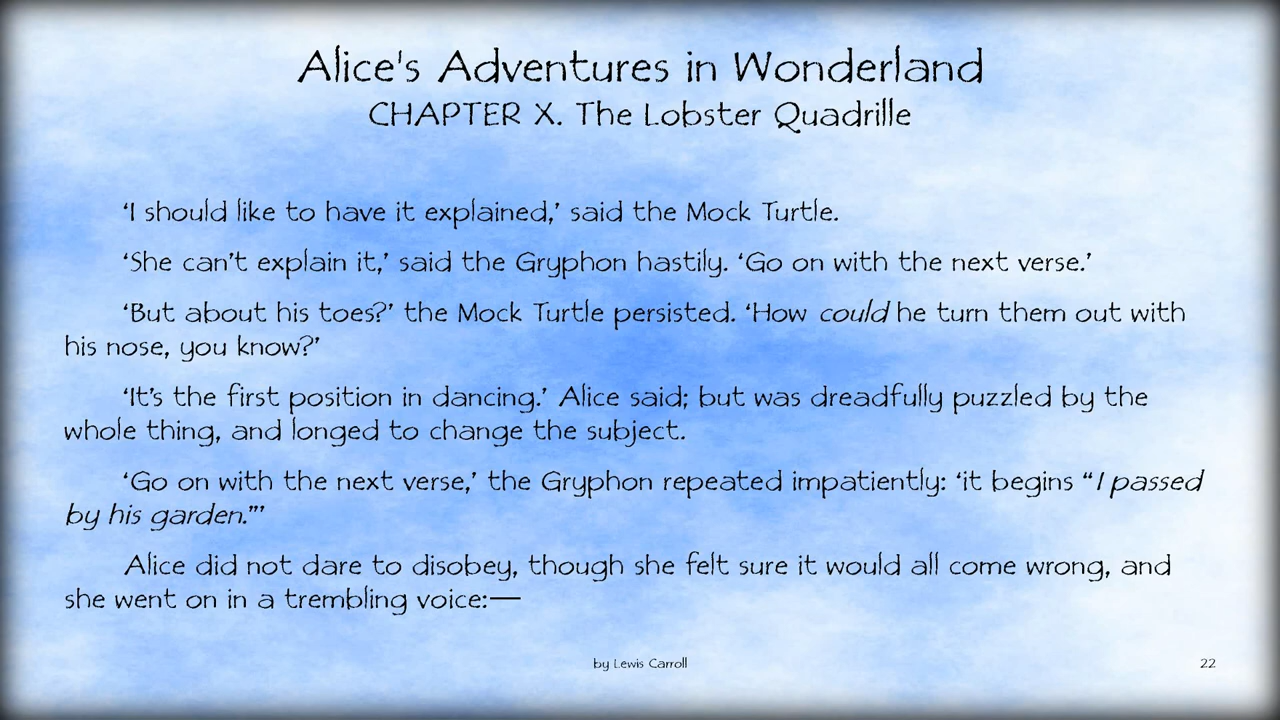 Alice's Adventures in Wonderland
CHAPTER X. The Lobster Quadrille
‘I should like to have it explained,’ said the Mock Turtle.
‘She can’t explain it,’ said the Gryphon hastily. ‘Go on with the next verse.’
‘But about his toes?’ the Mock Turtle persisted. ‘How could he turn them out with
his nose, you know?’
‘It’s the first position in dancing.’ Alice said; but was dreadfully puzzled by the
whole thing, and longed to change the subject.
‘Go on with the next verse,’ the Gryphon repeated impatiently: ‘it begins “I passed
by his garden.”’
Alice did not dare to disobey, though she felt sure it would all come wrong, and
she went on in a trembling voice:—
by Lewis Carroll
22